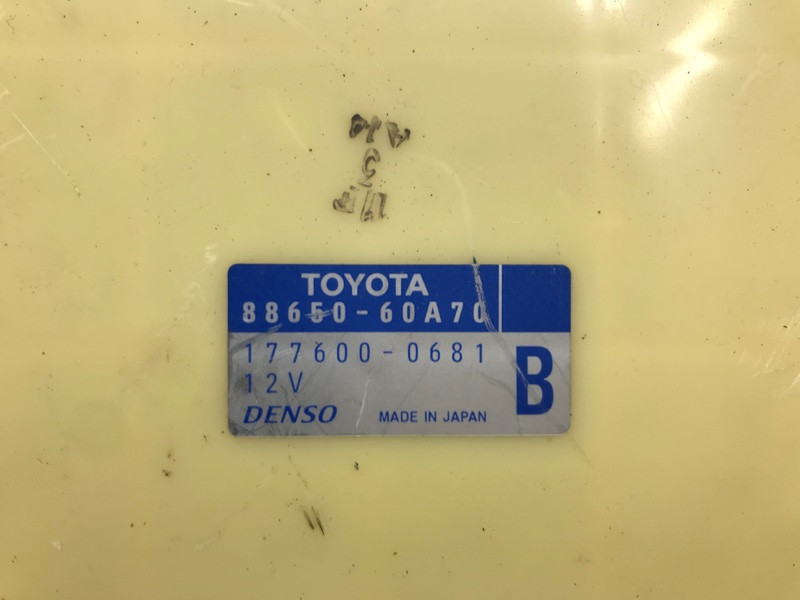 TOYOTA
88650-60A70
177600-0681
12V
B
DENSO MADE IN JAPAN